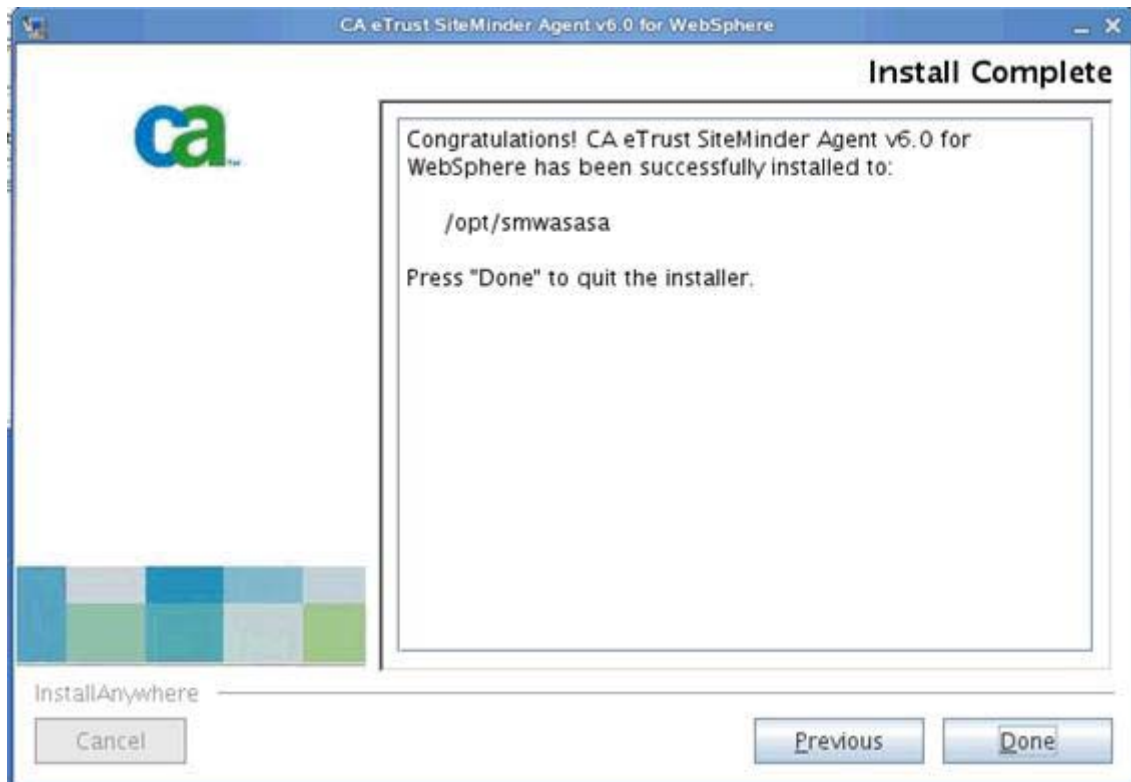 CA eTrust SiteMinder Agent v6.0 for WebSphere
Install Complete
ca™
Congratulations! CA eTrust SiteMinder Agent v6.0 for
WebSphere has been successfully installed to:
/opt/smwasasa
Press "Done" to quit the installer.
InstallAnywhere
Cancel
Previous
Done